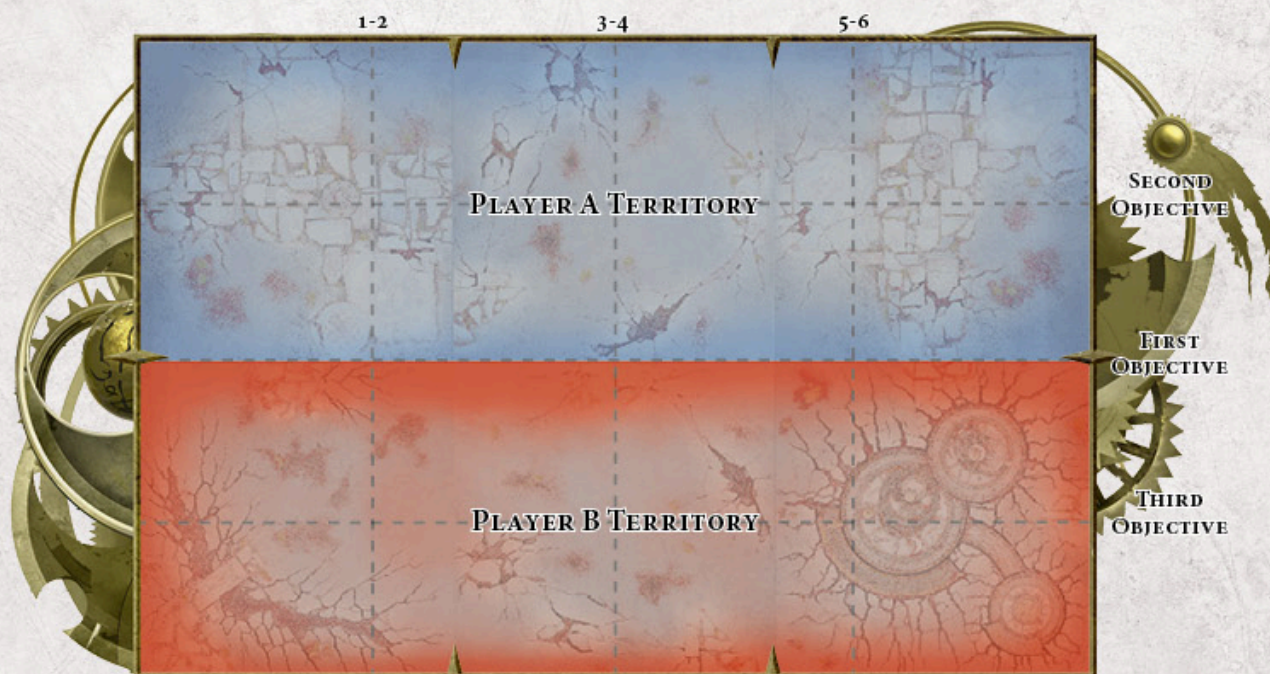 1-2 3-4 5-6
Player A Territory
Second
Objective
First
Objective
Player B Territory
Third
Objective